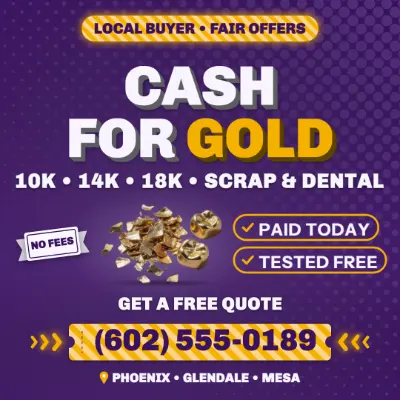 LOCAL BUYER • FAIR OFFERS
CASH
FOR GOLD
10K • 14K • 18K • SCRAP & DENTAL
NO FEES
PAID TODAY
TESTED FREE
GET A FREE QUOTE
(602) 555-0189
PHOENIX • GLENDALE • MESA